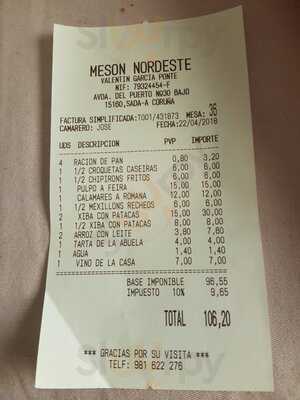 MESON NORDESTE
VALENTIN GARCIA PONTE
NIF: 79324454-F
AVDA. DEL PUERTO Nº30 BAJO
15160,SADA-A CORUÑA
FACTURA SIMPLIFICADA:T001/431873 MESA: 36
CAMARERO: JOSE FECHA:22/04/2018
UDS DESCRIPCION PVP IMPORTE
4 RACION DE PAN 0,80 3,20
1 1/2 CROQUETAS CASEIRAS 6,00 6,00
1 1/2 CHIPIRONS FRITOS 6,00 6,00
1 PULPO A FEIRA 15,00 15,00
1 CALAMARES A ROMANA 12,00 12,00
1 1/2 MEXILLONS RECHEOS 6,00 6,00
2 XIBA CON PATACAS 15,00 30,00
1 1/2 XIBA CON PATACAS 8,00 8,00
2 ARROZ CON LEITE 3,80 7,60
1 TARTA DE LA ABUELA 4,00 4,00
1 AGUA 1,40 1,40
1 VINO DE LA CASA 7,00 7,00
BASE IMPONIBLE 96,55
IMPUESTO 10% 9,65
TOTAL 106,20
*** GRACIAS POR SU VISITA ***
TELF: 981 622 276